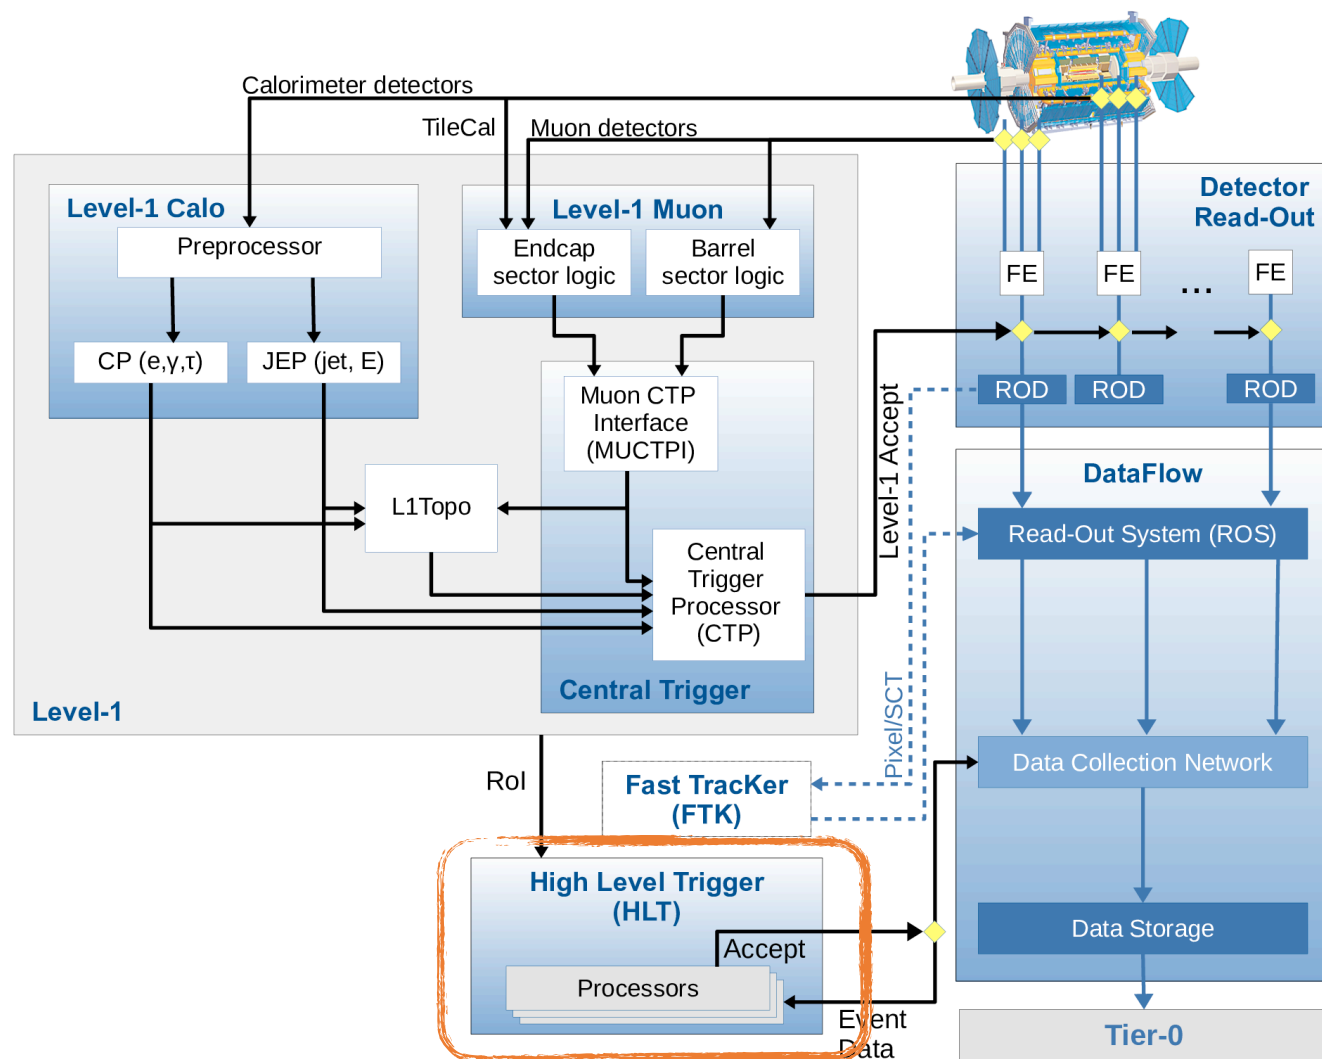 Calorimeter detectors
TileCal
Muon detectors
Level-1 Calo
Preprocessor
CP (e,γ,τ)
JEP (jet, E)
Level-1 Muon
Endcap
sector logic
Barrel
sector logic
Detector
Read-Out
FE
FE
FE
...
ROD
ROD
ROD
Muon CTP
Interface
(MUCTPI)
L1Topo
Central
Trigger
Processor
(CTP)
Central Trigger
Level-1
Level-1 Accept
DataFlow
Read-Out System (ROS)
Pixel/SCT
Data Collection Network
RoI
Fast TracKer
(FTK)
High Level Trigger
(HLT)
Accept
Processors
Event
Data
Data Storage
Tier-0